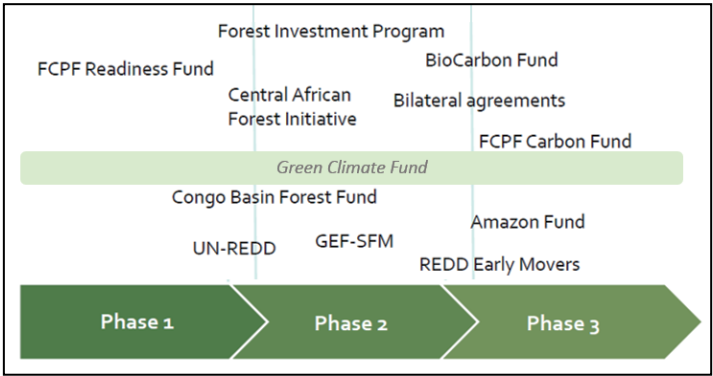 Forest Investment Program
BioCarbon Fund
FCPF Readiness Fund
Central African
Forest Initiative
Bilateral agreements
FCPF Carbon Fund
Green Climate Fund
Congo Basin Forest Fund
Amazon Fund
UN-REDD
GEF-SFM
REDD Early Movers
Phase 1
Phase 2
Phase 3